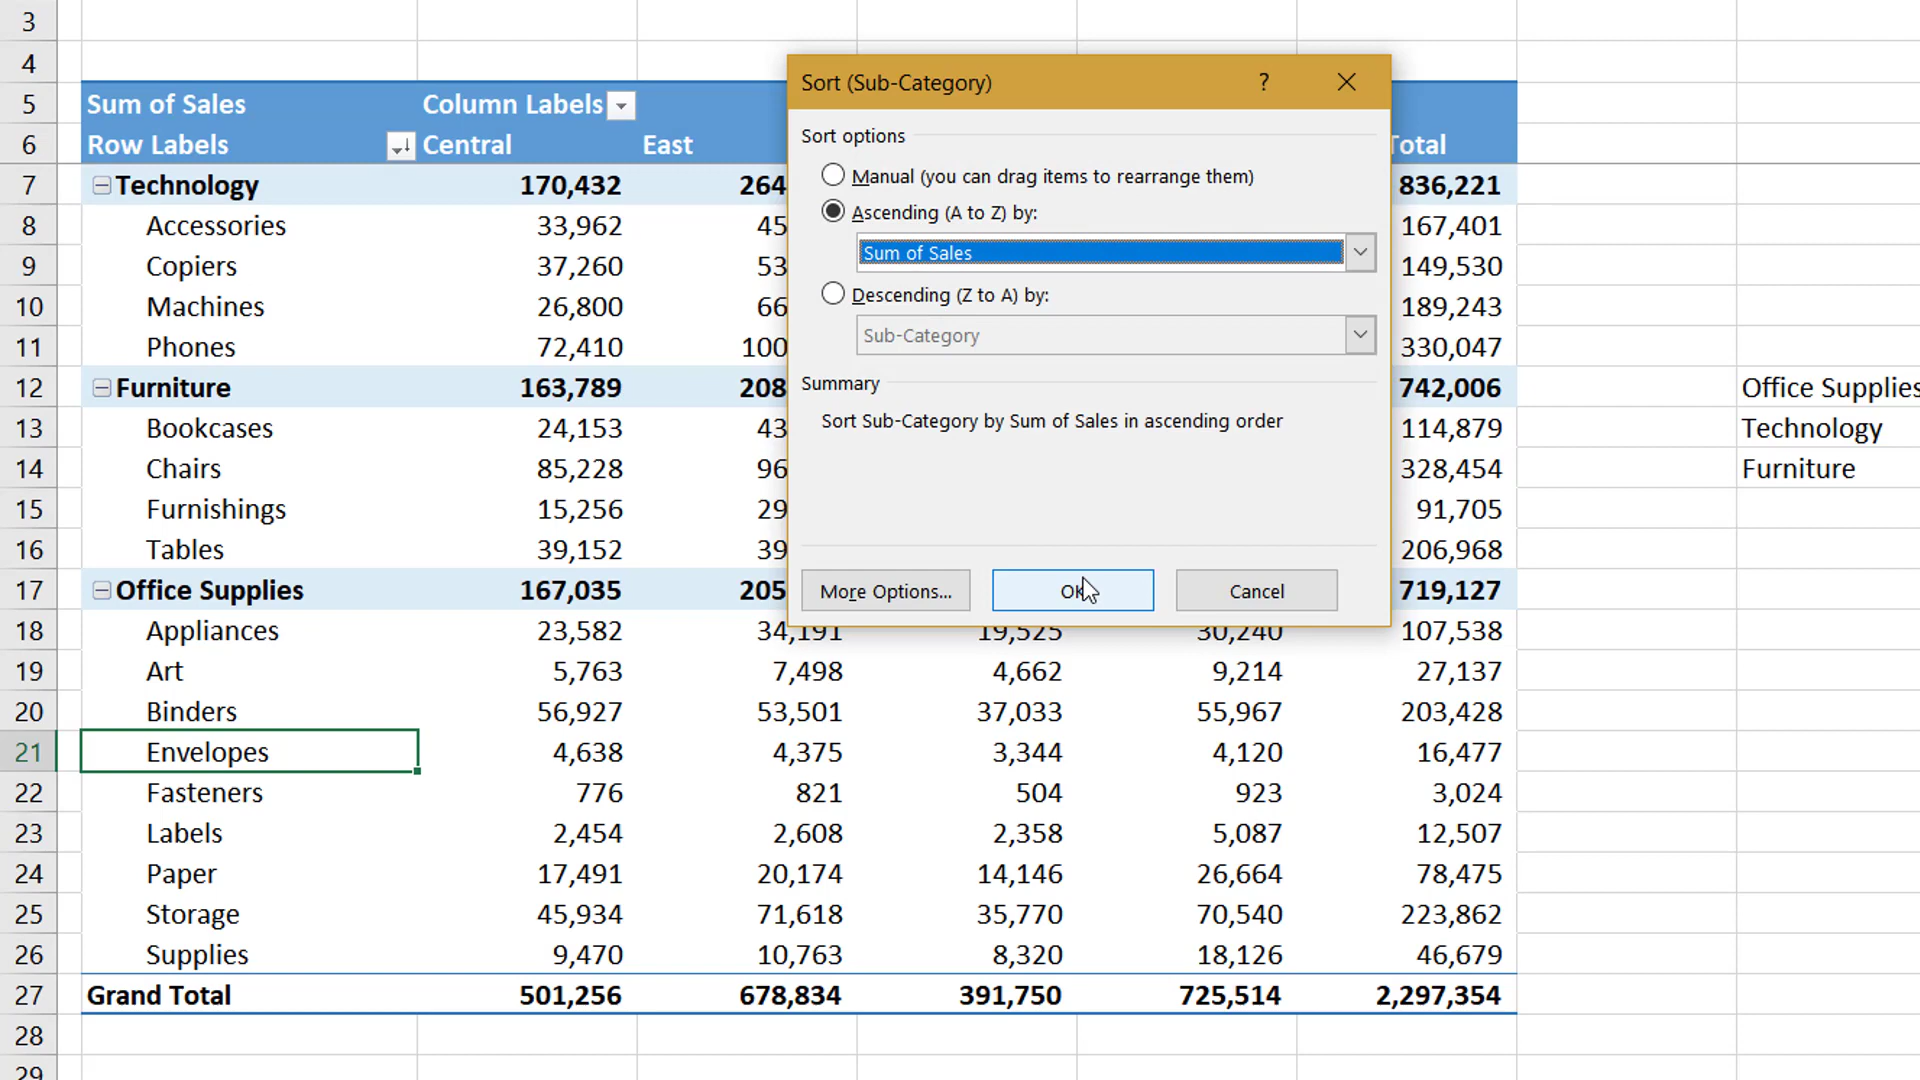 3
4
5 Sum of Sales Column Labels
6 Row Labels Central East Total
7 Technology 170,432 264 836,221
8 Accessories 33,962 45 167,401
9 Copiers 37,260 53 149,530
10 Machines 26,800 66 189,243
11 Phones 72,410 100 330,047
12 Furniture 163,789 208 742,006 Office Supplies
13 Bookcases 24,153 43 114,879 Technology
14 Chairs 85,228 96 328,454 Furniture
15 Furnishings 15,256 29 91,705
16 Tables 39,152 39 206,968
17 Office Supplies 167,035 205 719,127
18 Appliances 23,582 34,191 19,525 30,240 107,538
19 Art 5,763 7,498 4,662 9,214 27,137
20 Binders 56,927 53,501 37,033 55,967 203,428
21 Envelopes 4,638 4,375 3,344 4,120 16,477
22 Fasteners 776 821 504 923 3,024
23 Labels 2,454 2,608 2,358 5,087 12,507
24 Paper 17,491 20,174 14,146 26,664 78,475
25 Storage 45,934 71,618 35,770 70,540 223,862
26 Supplies 9,470 10,763 8,320 18,126 46,679
27 Grand Total 501,256 678,834 391,750 725,514 2,297,354
28
29
Sort (Sub-Category) ?
Sort options
Manual (you can drag items to rearrange them)
Ascending (A to Z) by:
Sum of Sales
Descending (Z to A) by:
Sub-Category
Summary
Sort Sub-Category by Sum of Sales in ascending order
More Options... OK Cancel